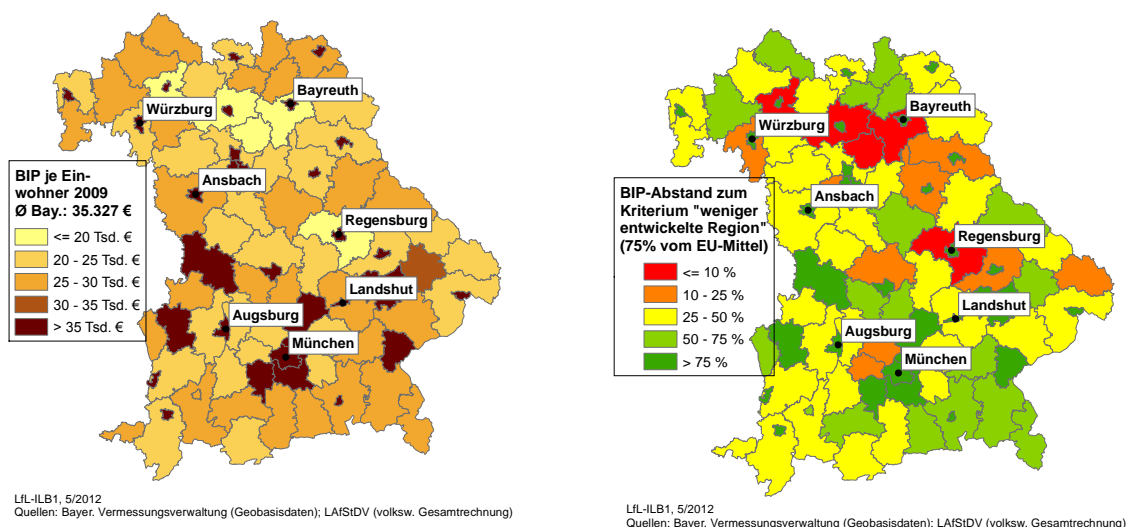 Bayreuth
Würzburg
BIP je Ein-
wohner 2009
Ø Bay.: 35.327 €
<= 20 Tsd. €
20 - 25 Tsd. €
25 - 30 Tsd. €
30 - 35 Tsd. €
> 35 Tsd. €
Ansbach
Regensburg
Landshut
Augsburg
München
LfL-ILB1, 5/2012
Quellen: Bayer. Vermessungsverwaltung (Geobasisdaten); LAfStDV (volksw. Gesamtrechnung)
Bayreuth
Würzburg
BIP-Abstand zum
Kriterium "weniger
entwickelte Region"
(75% vom EU-Mittel)
<= 10 %
10 - 25 %
25 - 50 %
50 - 75 %
> 75 %
Ansbach
Regensburg
Landshut
Augsburg
München
LfL-ILB1, 5/2012
Quellen: Bayer. Vermessungsverwaltung (Geobasisdaten); LAfStDV (volksw. Gesamtrechnung)